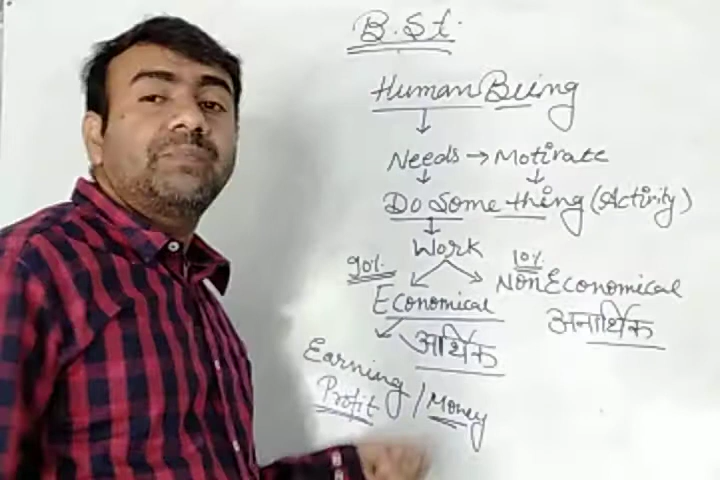 B.St.
Human Being
Needs → Motivate
Do Some thing (Activity)
Work
90% 10%
Economical Non Economical
आर्थिक अनार्थिक
Earning
Profit / Money